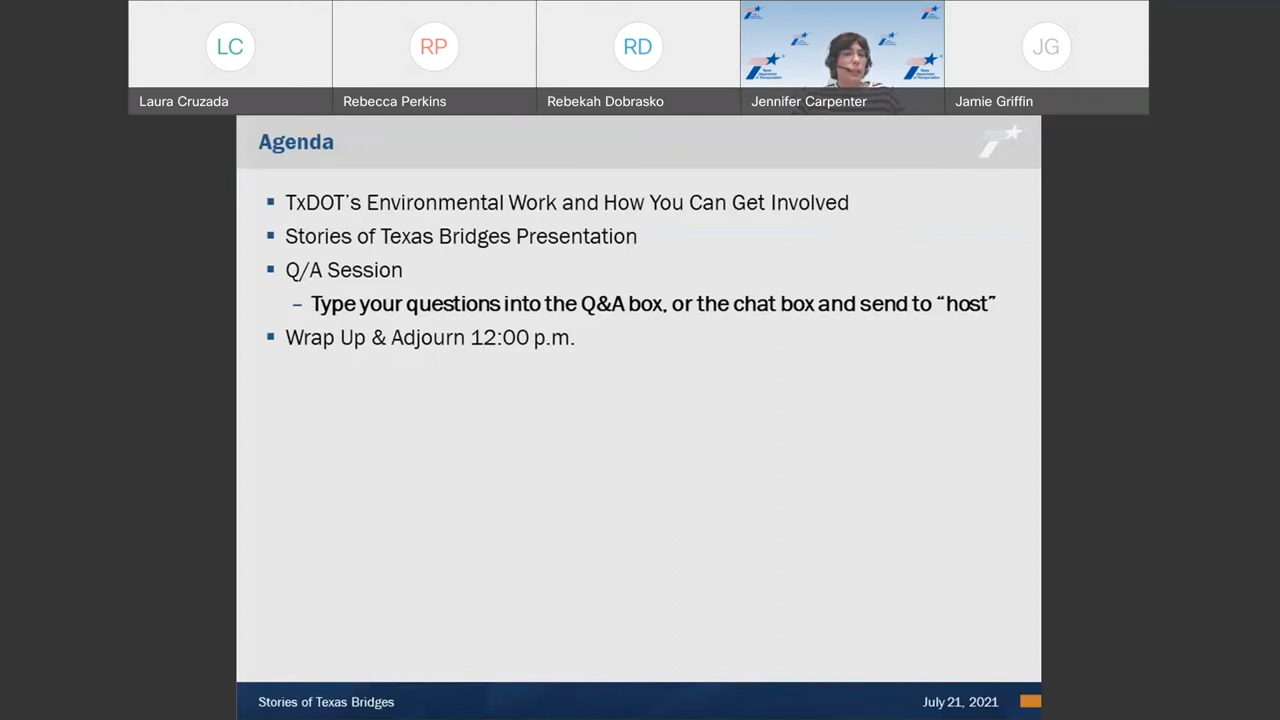 LC
RP
RD
JG
Laura Cruzada
Rebecca Perkins
Rebekah Dobrasko
Jennifer Carpenter
Jamie Griffin
Agenda
▪ TxDOT's Environmental Work and How You Can Get Involved
▪ Stories of Texas Bridges Presentation
▪ Q/A Session
– Type your questions into the Q&A box, or the chat box and send to “host”
▪ Wrap Up & Adjourn 12:00 p.m.
Stories of Texas Bridges
July 21, 2021